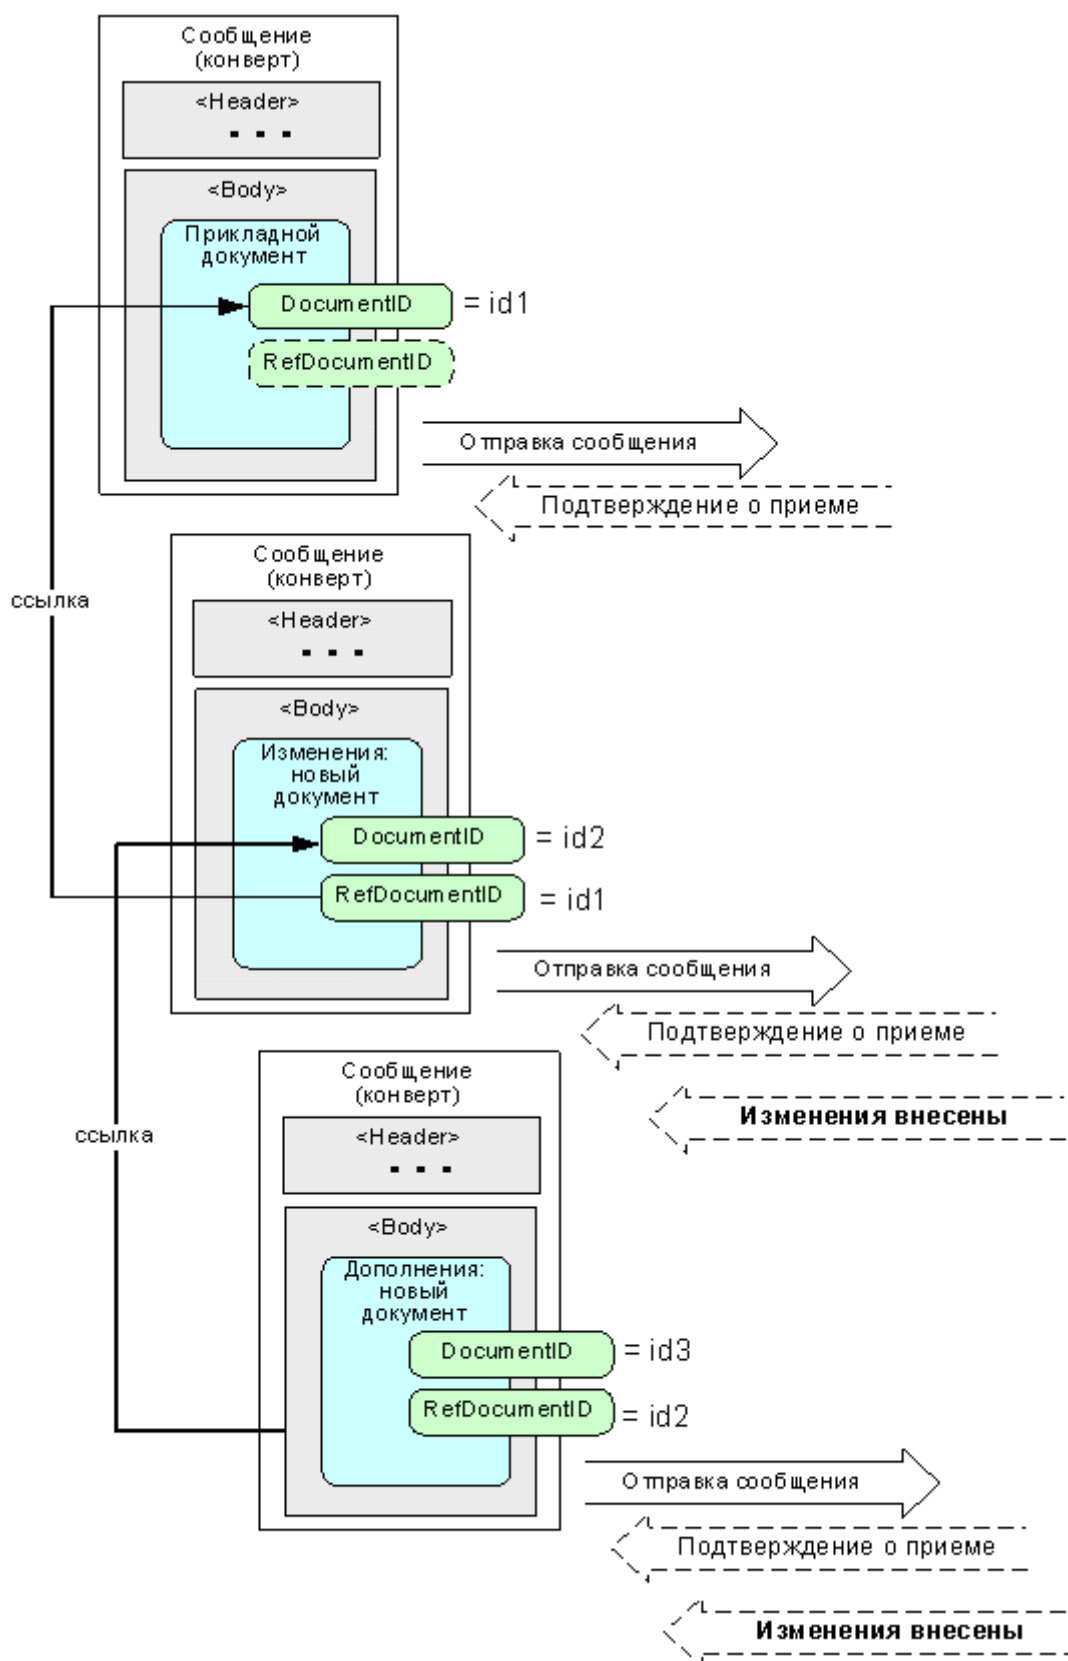 Сообщение
(конверт)
<Header>
- - -
<Body>
Прикладной
документ
DocumentID
= id1
RefDocumentID
Отправка сообщения
Подтверждение о приеме
Сообщение
(конверт)
ссылка
<Header>
- - -
<Body>
Изменения:
новый
документ
DocumentID
= id2
RefDocumentID
= id1
Отправка сообщения
Подтверждение о приеме
Сообщение
(конверт)
Изменения внесены
ссылка
<Header>
- - -
<Body>
Дополнения:
новый
документ
DocumentID
= id3
RefDocumentID
= id2
Отправка сообщения
Подтверждение о приеме
Изменения внесены